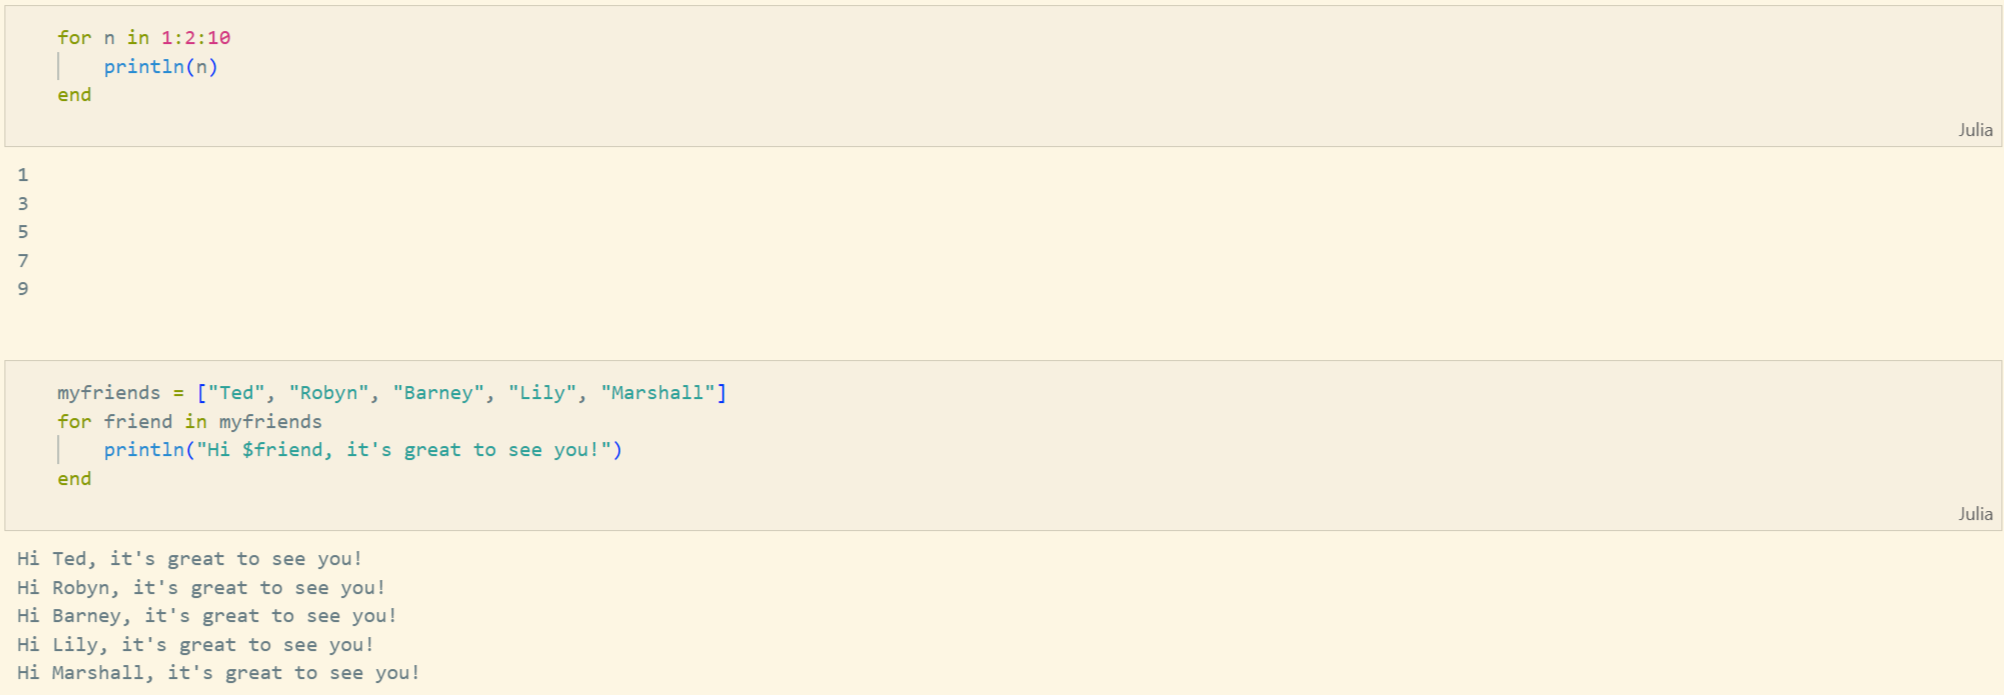 for n in 1:2:10
    println(n)
end
Julia
1
3
5
7
9
myfriends = ["Ted", "Robyn", "Barney", "Lily", "Marshall"]
for friend in myfriends
    println("Hi $friend, it's great to see you!")
end
Julia
Hi Ted, it's great to see you!
Hi Robyn, it's great to see you!
Hi Barney, it's great to see you!
Hi Lily, it's great to see you!
Hi Marshall, it's great to see you!